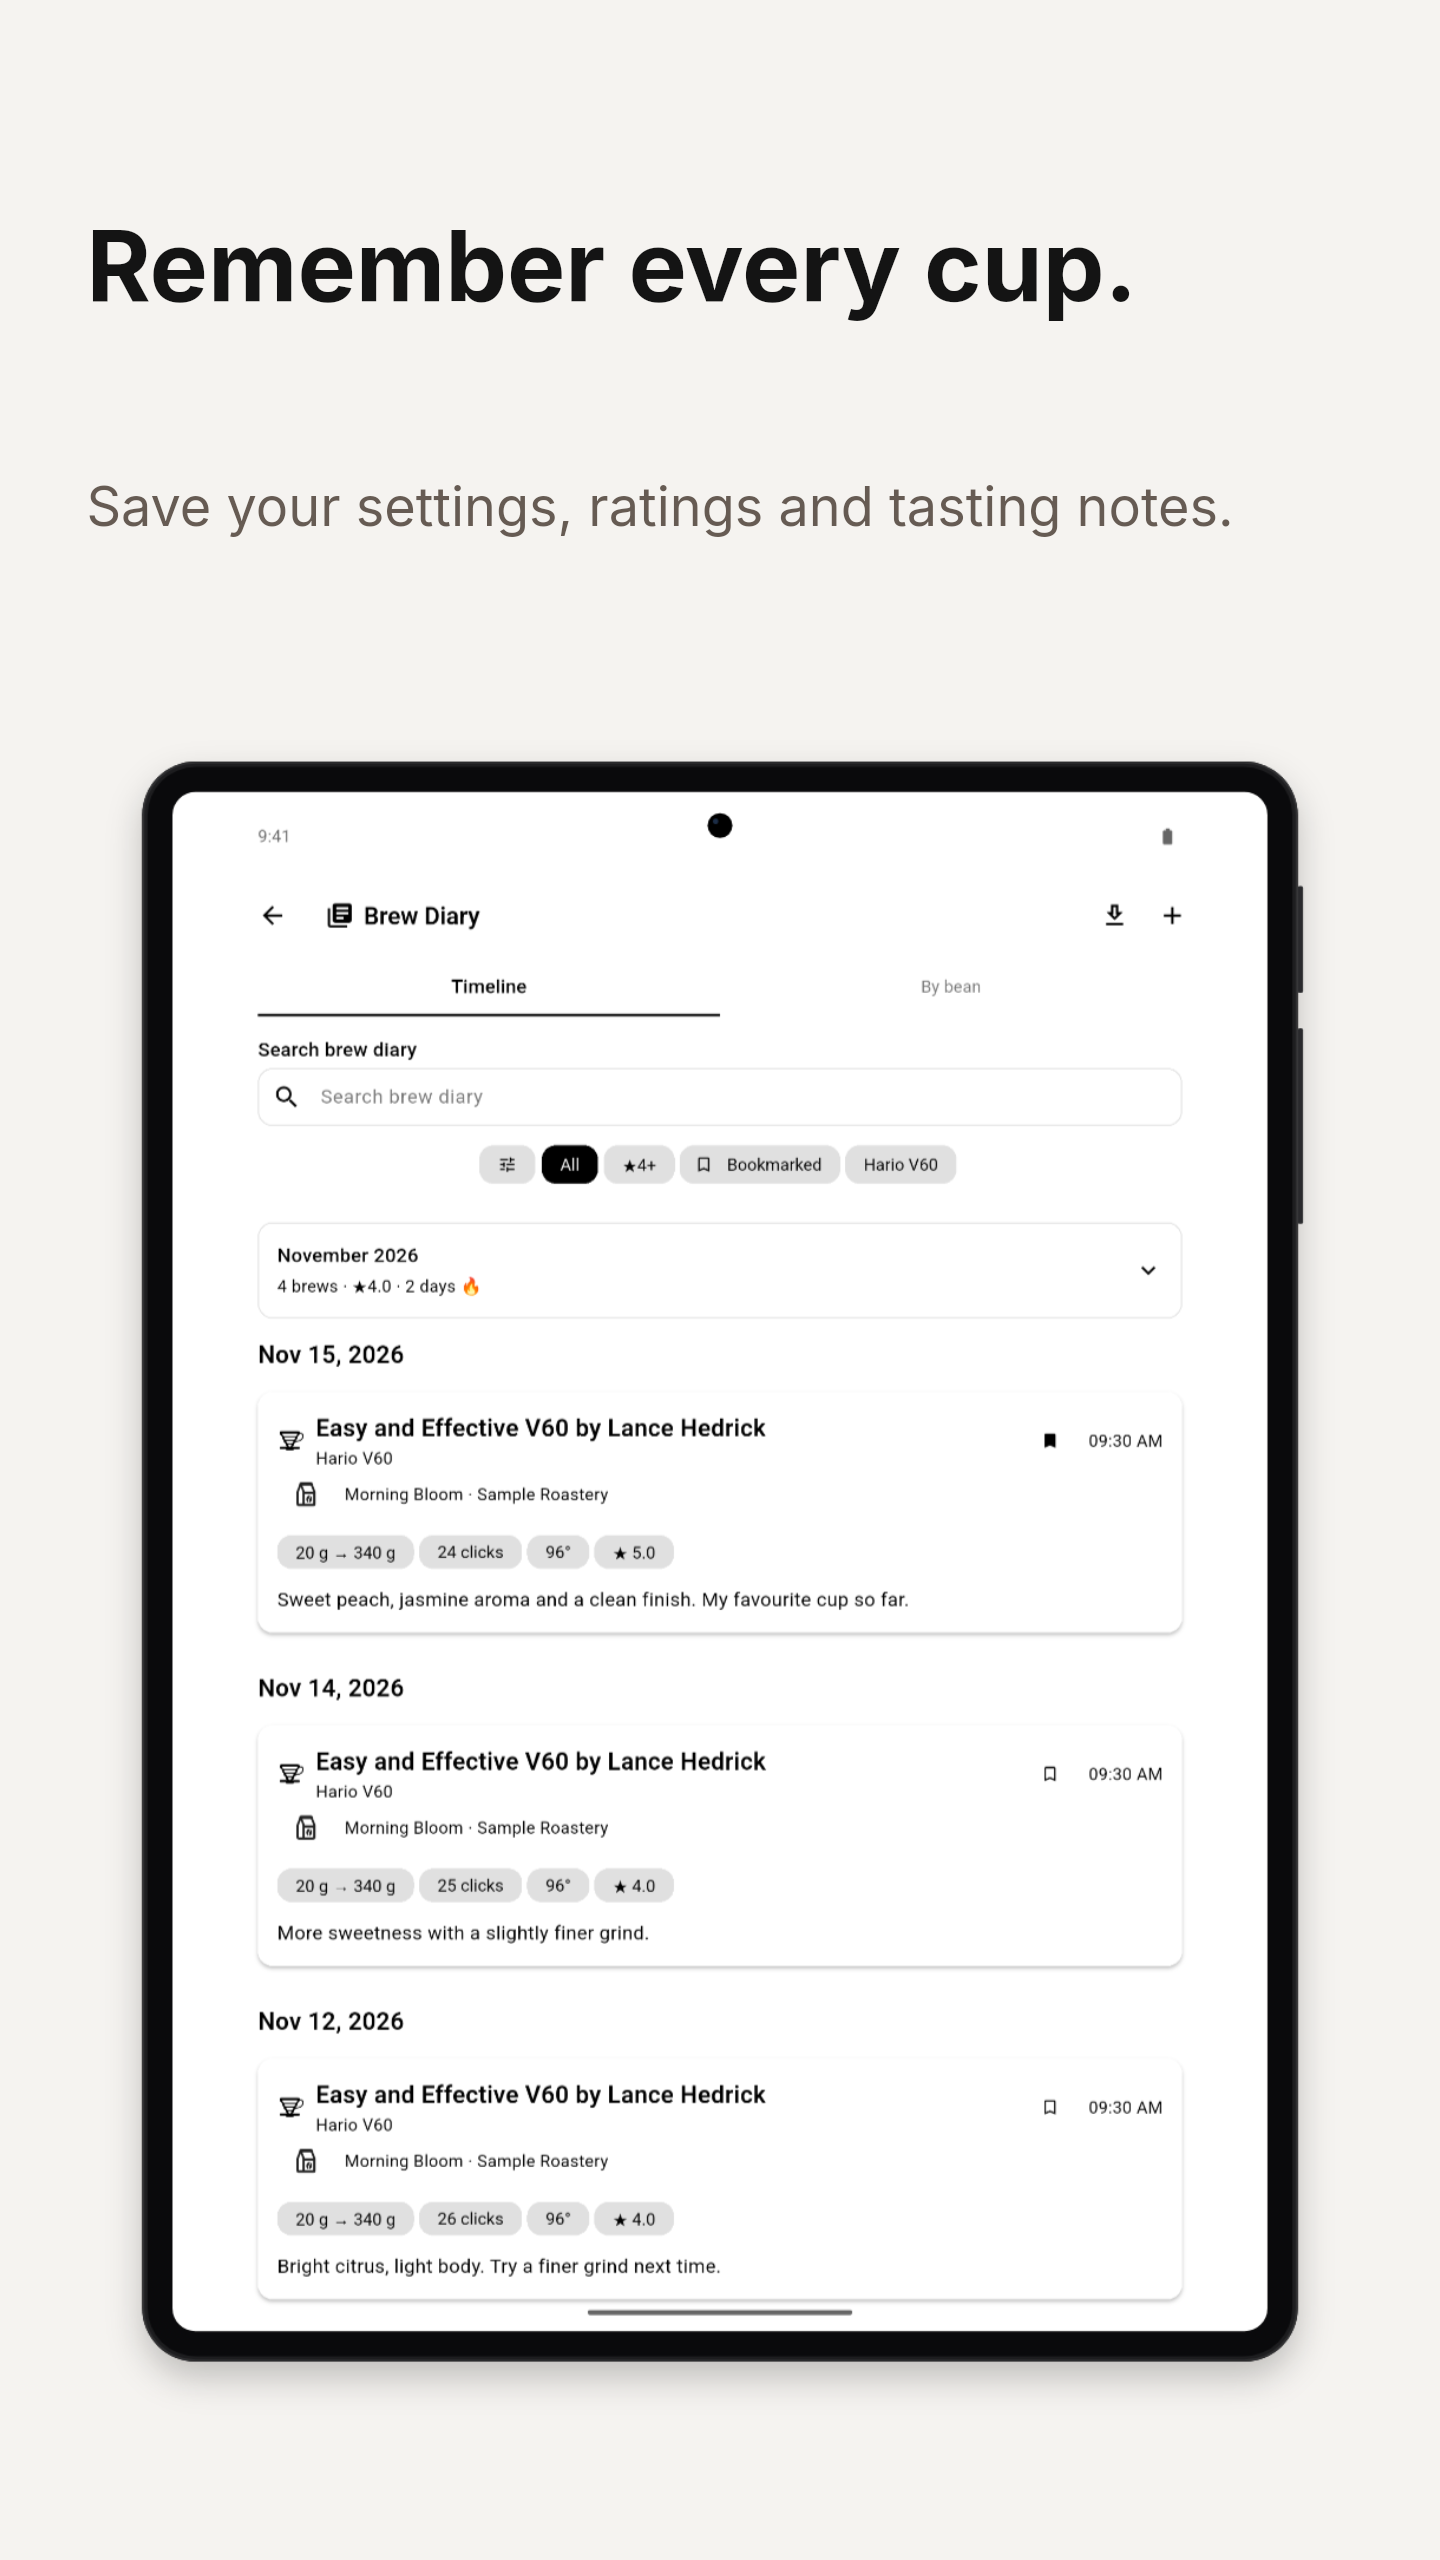 Remember every cup.
Save your settings, ratings and tasting notes.
9:41
Brew Diary
Timeline
By bean
Search brew diary
Search brew diary
All
★4+
Bookmarked
Hario V60
November 2026
4 brews · ★4.0 · 2 days 🔥
Nov 15, 2026
Easy and Effective V60 by Lance Hedrick
09:30 AM
Hario V60
Morning Bloom · Sample Roastery
20 g → 340 g
24 clicks
96°
★ 5.0
Sweet peach, jasmine aroma and a clean finish. My favourite cup so far.
Nov 14, 2026
Easy and Effective V60 by Lance Hedrick
09:30 AM
Hario V60
Morning Bloom · Sample Roastery
20 g → 340 g
25 clicks
96°
★ 4.0
More sweetness with a slightly finer grind.
Nov 12, 2026
Easy and Effective V60 by Lance Hedrick
09:30 AM
Hario V60
Morning Bloom · Sample Roastery
20 g → 340 g
26 clicks
96°
★ 4.0
Bright citrus, light body. Try a finer grind next time.